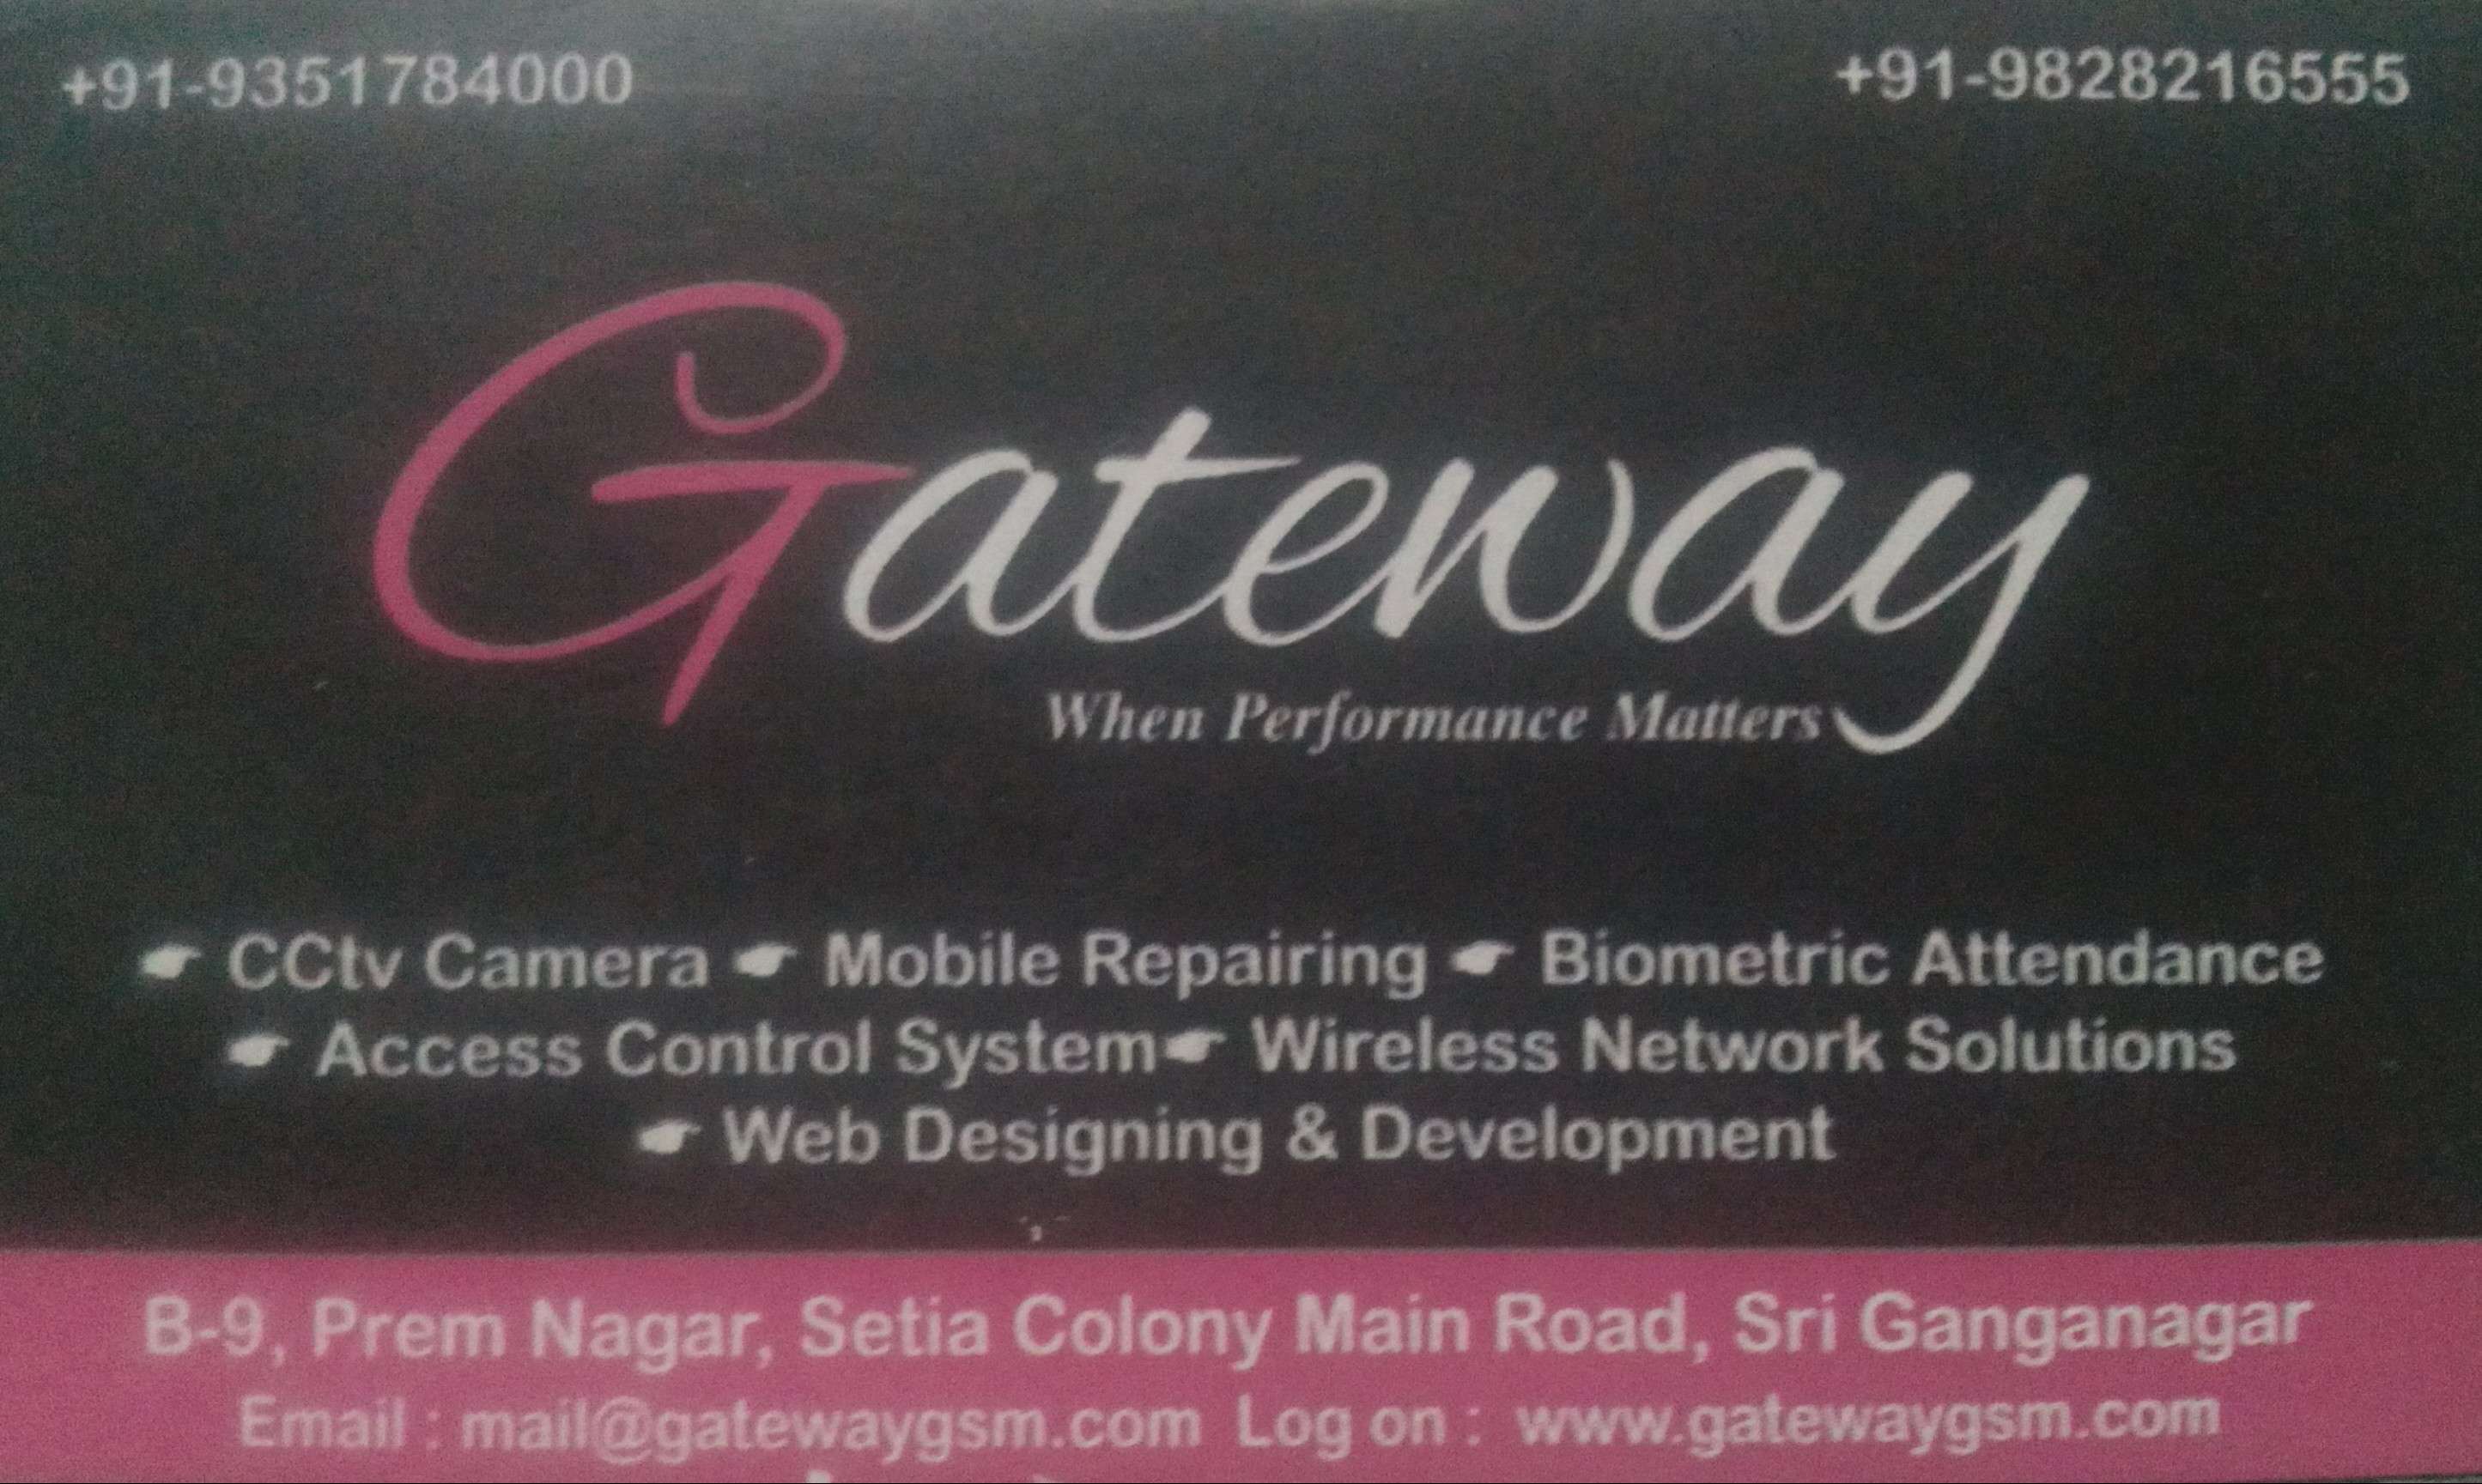 +91-9351784000 +91-9828216555
Gateway
When Performance Matters
CCtv Camera Mobile Repairing Biometric Attendance
Access Control System Wireless Network Solutions
Web Designing & Development
B-9, Prem Nagar, Setia Colony Main Road, Sri Ganganagar
Email : mail@gatewaygsm.com Log on : www.gatewaygsm.com